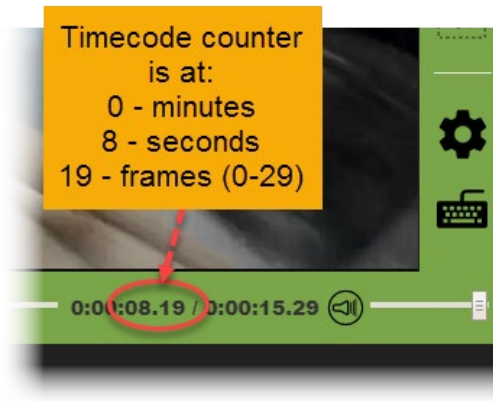 Timecode counter
is at:
0 - minutes
8 - seconds
19 - frames (0-29)
0:00:08.19 / 0:00:15.29